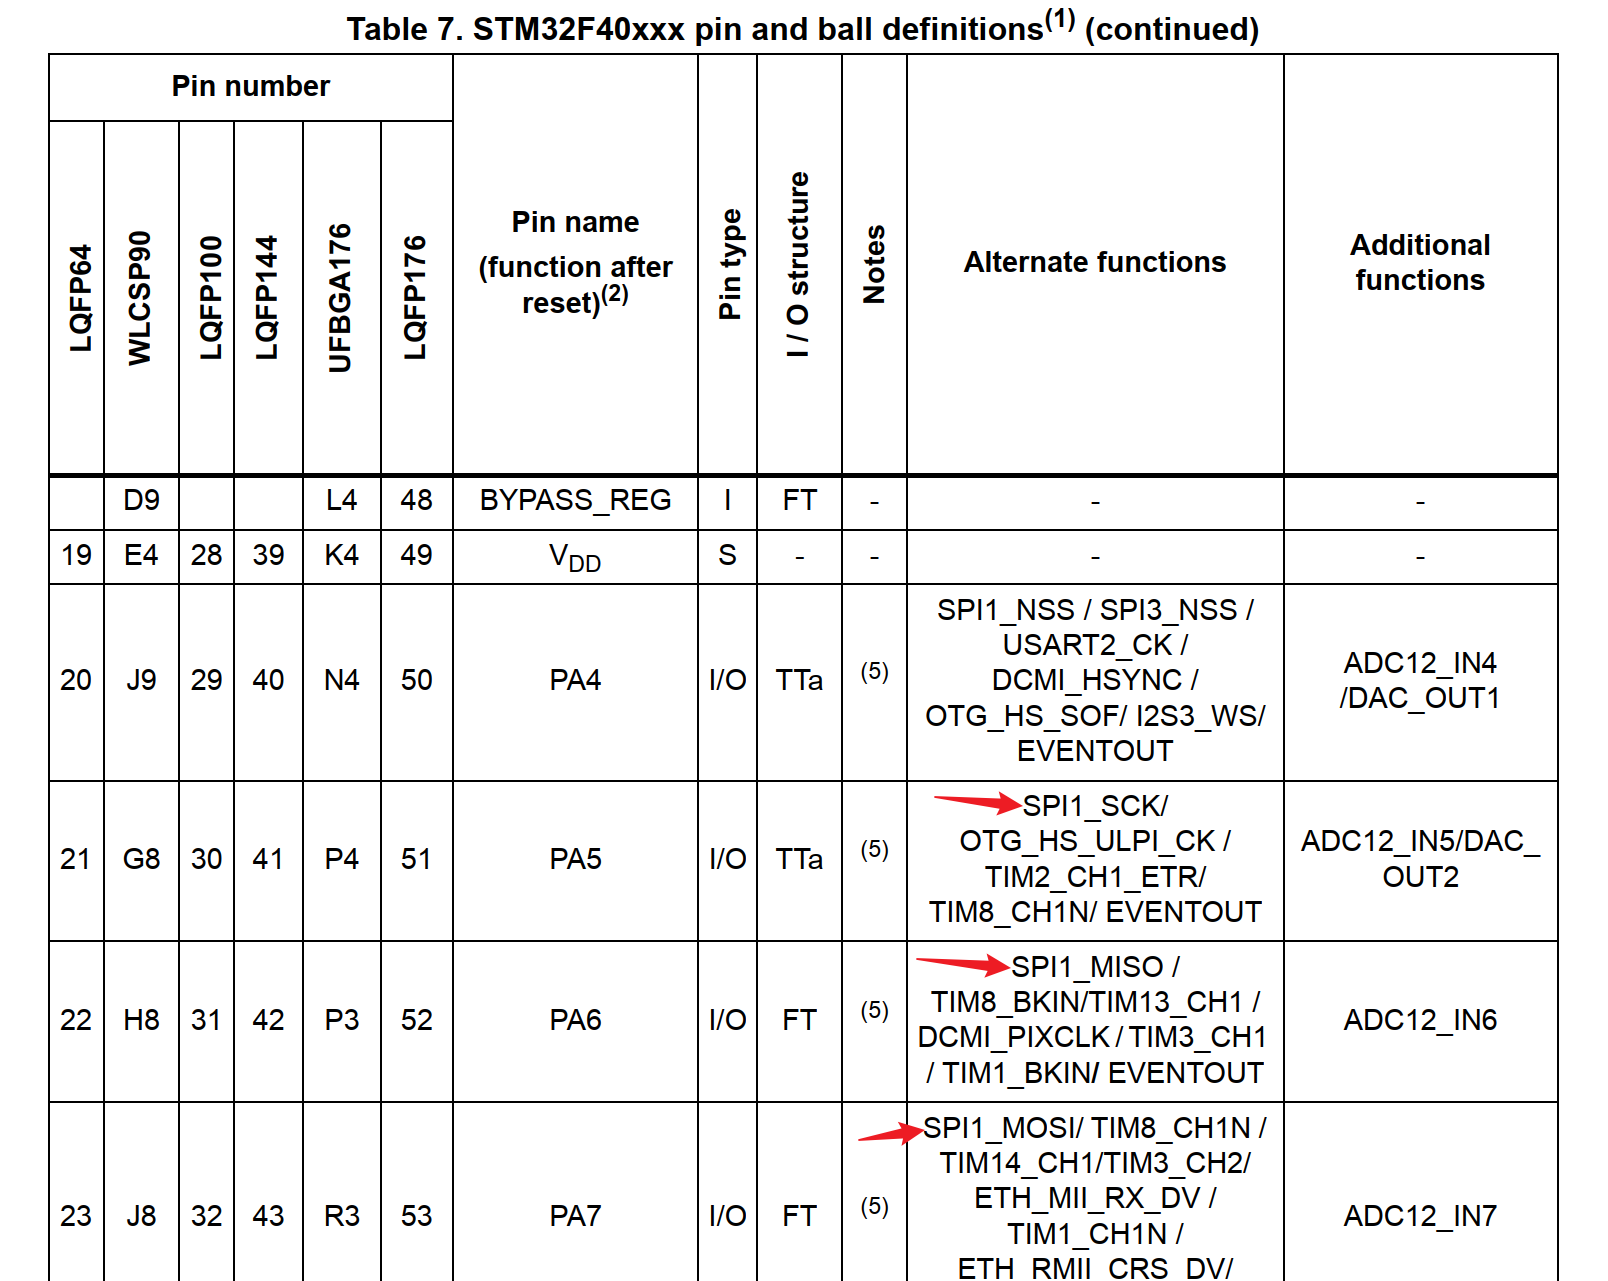 Table 7. STM32F40xxx pin and ball definitions(1) (continued)
Pin number
LQFP64
WLCSP90
LQFP100
LQFP144
UFBGA176
LQFP176
Pin name
(function after
reset)(2)
Pin type
I / O structure
Notes
Alternate functions
Additional
functions
D9 L4 48 BYPASS_REG I FT - - -
19 E4 28 39 K4 49 VDD S - - - -
20 J9 29 40 N4 50 PA4 I/O TTa (5)
SPI1_NSS / SPI3_NSS /
USART2_CK /
DCMI_HSYNC /
OTG_HS_SOF/ I2S3_WS/
EVENTOUT
ADC12_IN4
/DAC_OUT1
21 G8 30 41 P4 51 PA5 I/O TTa (5)
SPI1_SCK/
OTG_HS_ULPI_CK /
TIM2_CH1_ETR/
TIM8_CH1N/ EVENTOUT
ADC12_IN5/DAC_
OUT2
22 H8 31 42 P3 52 PA6 I/O FT (5)
SPI1_MISO /
TIM8_BKIN/TIM13_CH1 /
DCMI_PIXCLK / TIM3_CH1
/ TIM1_BKIN/ EVENTOUT
ADC12_IN6
23 J8 32 43 R3 53 PA7 I/O FT (5)
SPI1_MOSI/ TIM8_CH1N /
TIM14_CH1/TIM3_CH2/
ETH_MII_RX_DV /
TIM1_CH1N /
ETH_RMII_CRS_DV/
ADC12_IN7